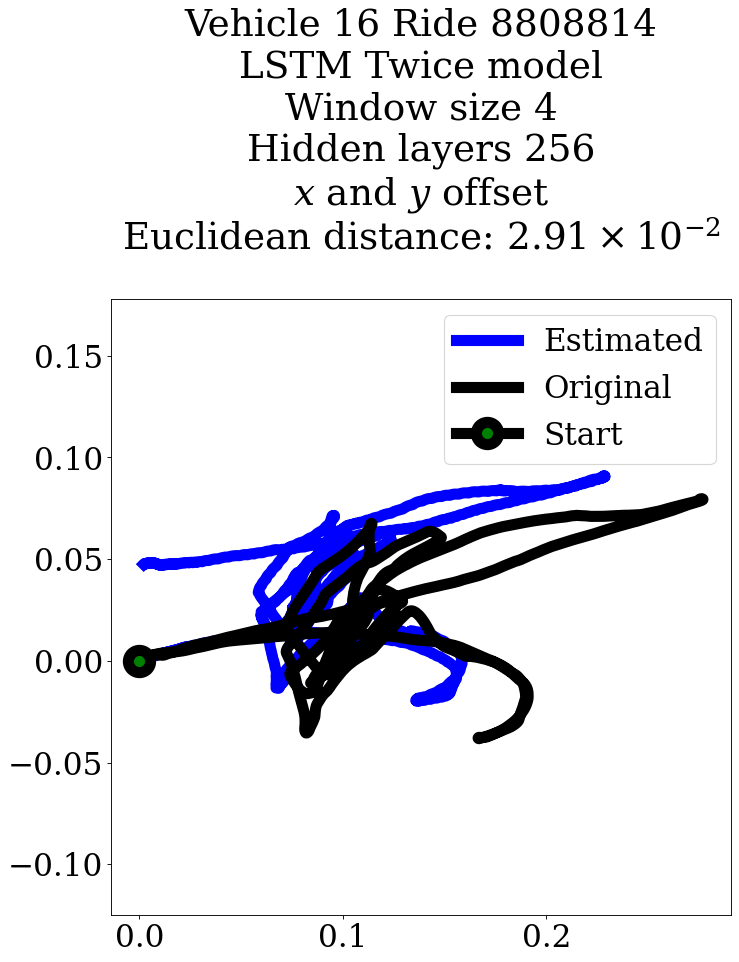 Vehicle 16 Ride 8808814
LSTM Twice model
Window size 4
Hidden layers 256
x and y offset
Euclidean distance: 2.91 × 10⁻²
Estimated
Original
Start
0.15
0.10
0.05
0.00
−0.05
−0.10
0.0 0.1 0.2